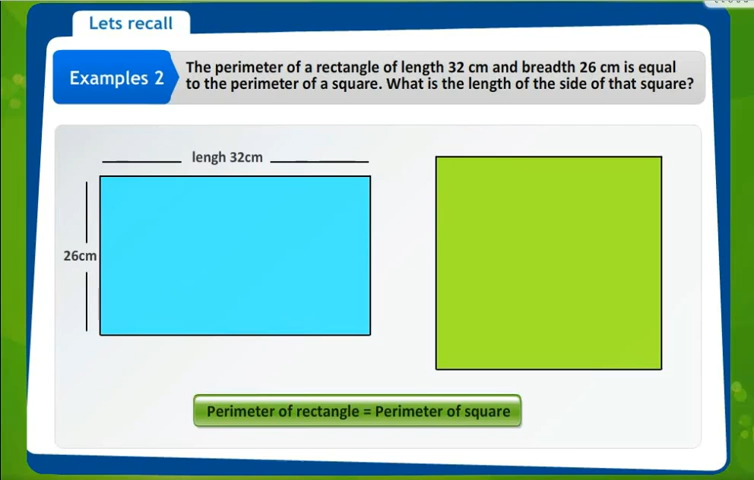 Lets recall
Examples 2
The perimeter of a rectangle of length 32 cm and breadth 26 cm is equal
to the perimeter of a square. What is the length of the side of that square?
lengh 32cm
26cm
Perimeter of rectangle = Perimeter of square